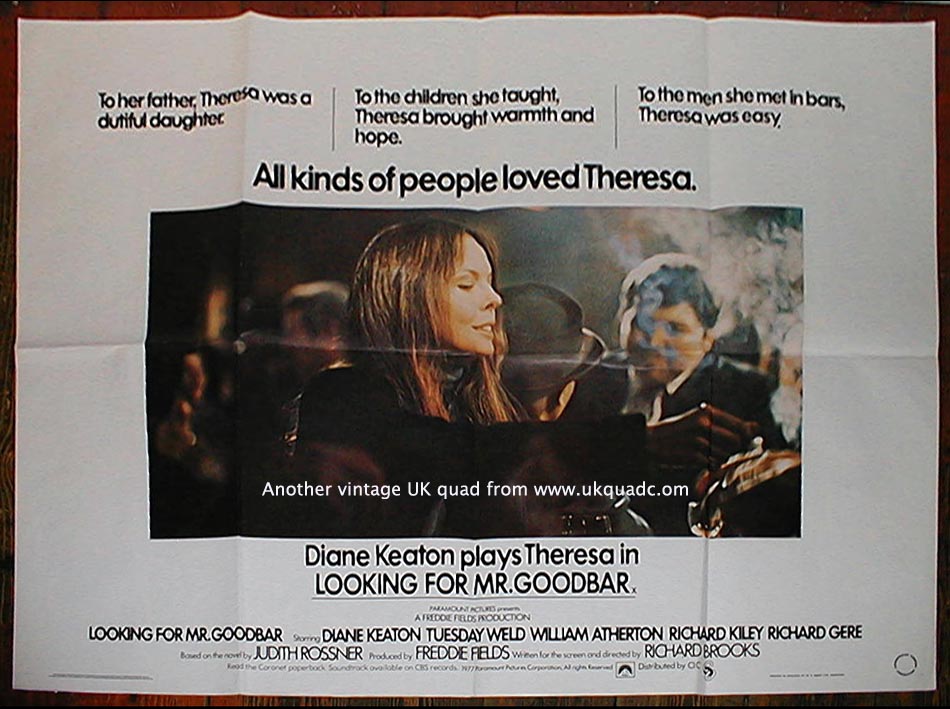 To her father, Theresa was a
dutiful daughter.
To the children she taught,
Theresa brought warmth and
hope.
To the men she met in bars,
Theresa was easy.
All kinds of people loved Theresa.
Another vintage UK quad from www.ukquadc.om
Diane Keaton plays Theresa in
LOOKING FOR MR. GOODBAR x
PARAMOUNT PICTURES presents
A FREDDIE FIELDS PRODUCTION
LOOKING FOR MR. GOODBAR Starring DIANE KEATON TUESDAY WELD WILLIAM ATHERTON RICHARD KILEY RICHARD GERE
Based on the novel by JUDITH ROSSNER Produced by FREDDIE FIELDS Written for the screen and directed by RICHARD BROOKS
Read the Coronet paperback. Soundtrack available on CBS records. 1977 Paramount Pictures Corporation, All rights Reserved Distributed by CIC